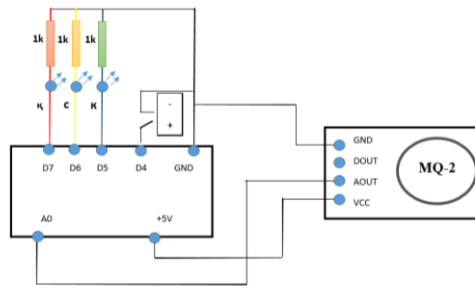 1k 1k 1k
қ с к
-
+
D7 D6 D5 D4 GND
A0 +5V
GND
DOUT
AOUT
VCC
MQ-2